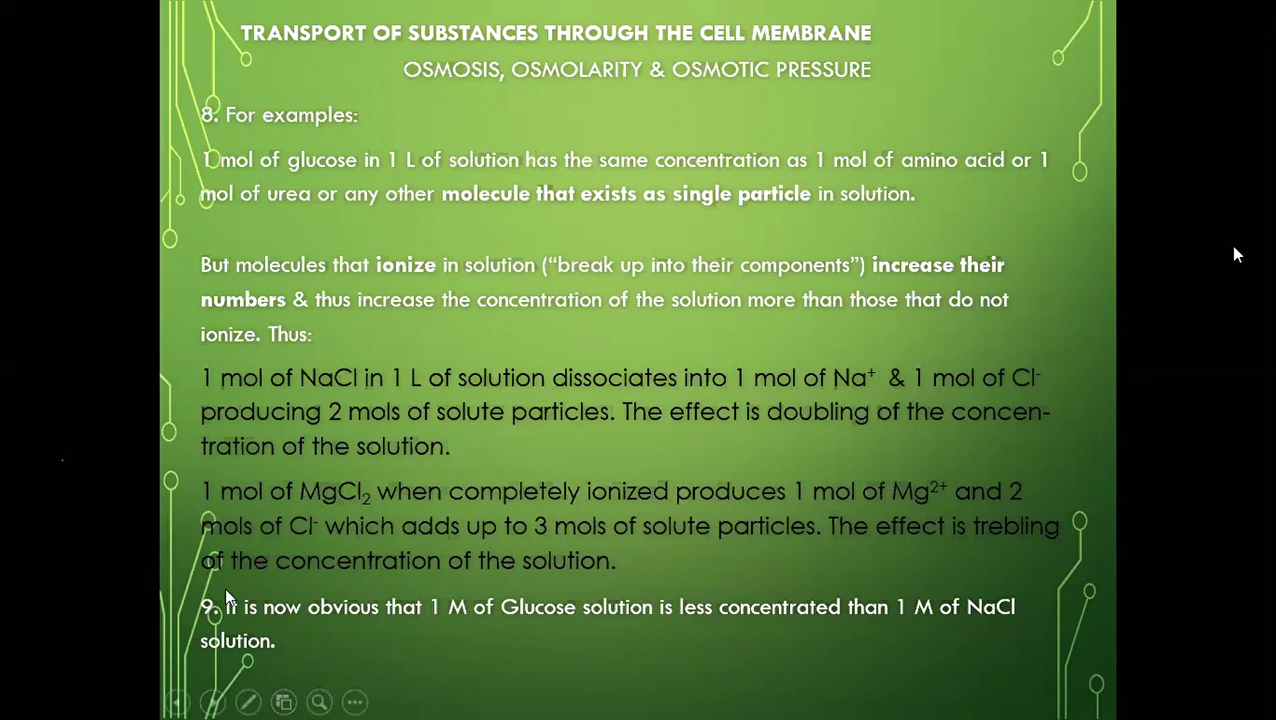 TRANSPORT OF SUBSTANCES THROUGH THE CELL MEMBRANE
OSMOSIS, OSMOLARITY & OSMOTIC PRESSURE
8. For examples:
1 mol of glucose in 1 L of solution has the same concentration as 1 mol of amino acid or 1
mol of urea or any other molecule that exists as single particle in solution.
But molecules that ionize in solution (“break up into their components”) increase their
numbers & thus increase the concentration of the solution more than those that do not
ionize. Thus:
1 mol of NaCl in 1 L of solution dissociates into 1 mol of Na⁺ & 1 mol of Cl⁻
producing 2 mols of solute particles. The effect is doubling of the concen-
tration of the solution.
1 mol of MgCl₂ when completely ionized produces 1 mol of Mg²⁺ and 2
mols of Cl⁻ which adds up to 3 mols of solute particles. The effect is trebling
of the concentration of the solution.
9. It is now obvious that 1 M of Glucose solution is less concentrated than 1 M of NaCl
solution.